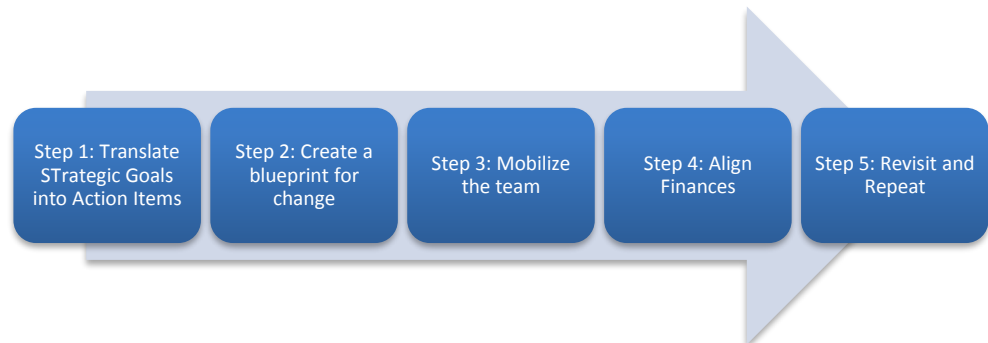 Step 1: Translate
STrategic Goals
into Action Items
Step 2: Create a
blueprint for
change
Step 3: Mobilize
the team
Step 4: Align
Finances
Step 5: Revisit and
Repeat